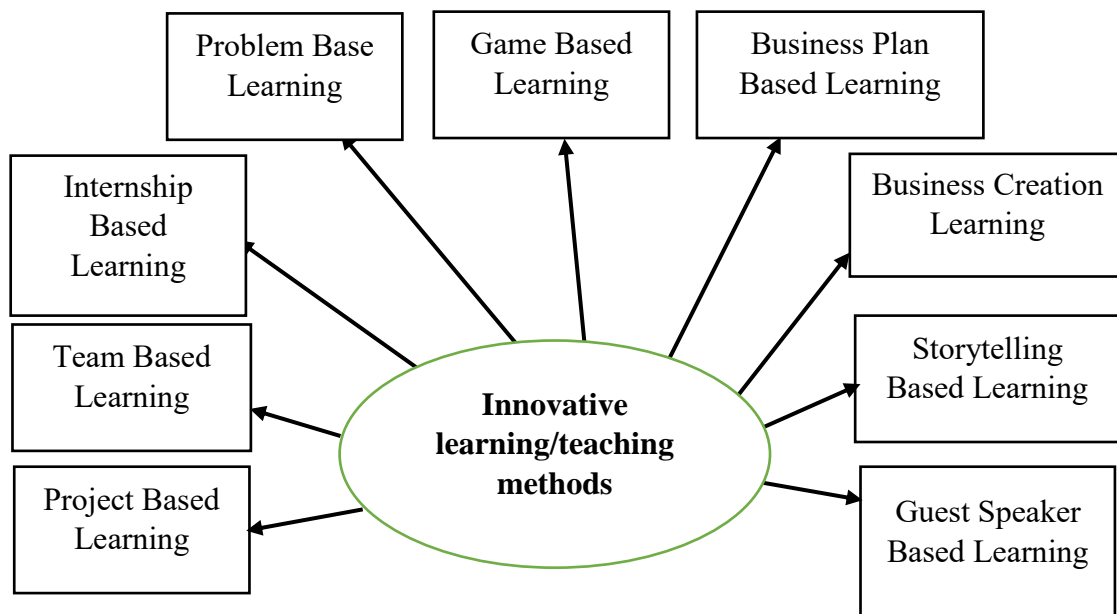 Problem Base
Learning
Game Based
Learning
Business Plan
Based Learning
Internship
Based
Learning
Business Creation
Learning
Team Based
Learning
Storytelling
Based Learning
Innovative
learning/teaching
methods
Project Based
Learning
Guest Speaker
Based Learning